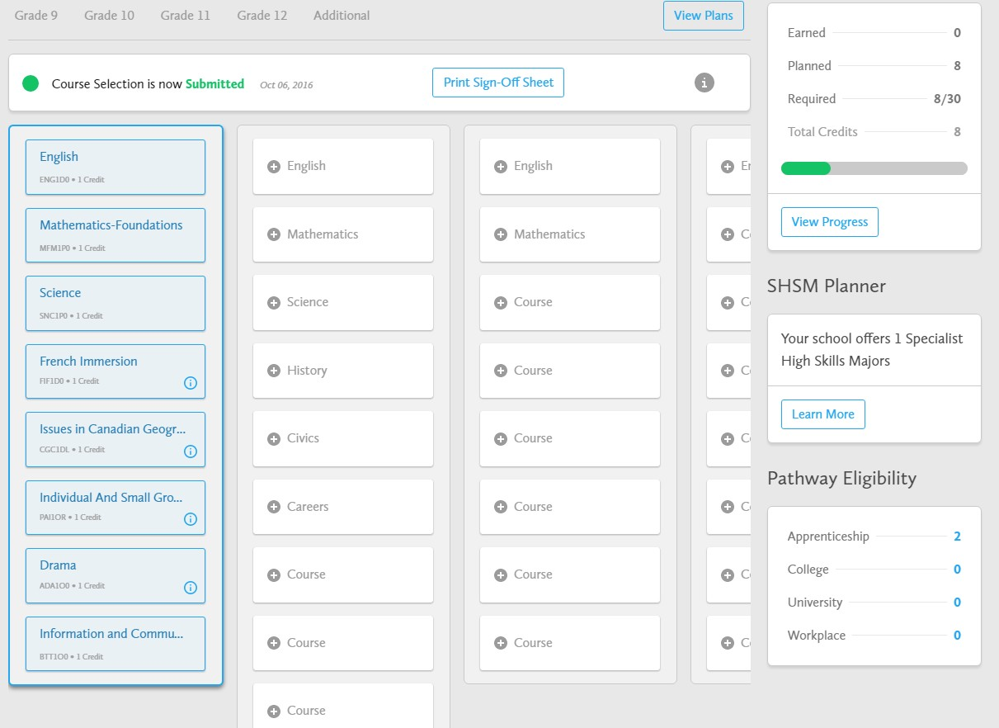 Grade 9 Grade 10 Grade 11 Grade 12 Additional View Plans
Course Selection is now Submitted Oct 06, 2016 Print Sign-Off Sheet
English
ENG1D0 • 1 Credit
Mathematics-Foundations
MFM1P0 • 1 Credit
Science
SNC1P0 • 1 Credit
French Immersion
FIF1D0 • 1 Credit
Issues in Canadian Geogr...
CGC1DL • 1 Credit
Individual And Small Gro...
PAI1OR • 1 Credit
Drama
ADA1O0 • 1 Credit
Information and Commu...
BTT1O0 • 1 Credit
English
Mathematics
Science
History
Civics
Careers
Course
Course
Course
English
Mathematics
Course
Course
Course
Course
Course
Course
Earned 0
Planned 8
Required 8/30
Total Credits 8
View Progress
SHSM Planner
Your school offers 1 Specialist
High Skills Majors
Learn More
Pathway Eligibility
Apprenticeship 2
College 0
University 0
Workplace 0